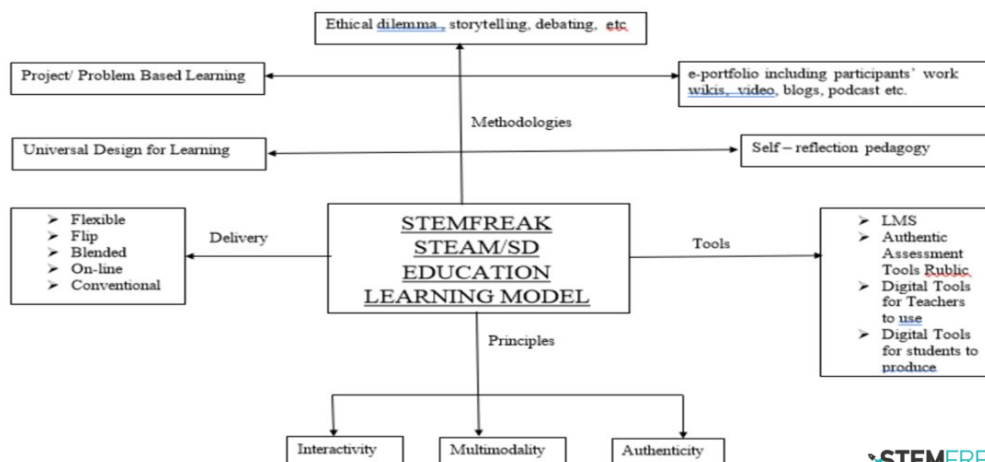 Ethical dilemma , storytelling, debating, etc
Project/ Problem Based Learning
e-portfolio including participants' work
wikis, video, blogs, podcast etc.
Methodologies
Universal Design for Learning
Self – reflection pedagogy
➢ Flexible
➢ Flip
➢ Blended
➢ On-line
➢ Conventional
Delivery
STEMFREAK
STEAM/SD
EDUCATION
LEARNING MODEL
Tools
➢ LMS
➢ Authentic
Assessment
Tools Rublic
➢ Digital Tools
for Teachers
to use
➢ Digital Tools
for students to
produce
Principles
Interactivity
Multimodality
Authenticity
STEMFRE